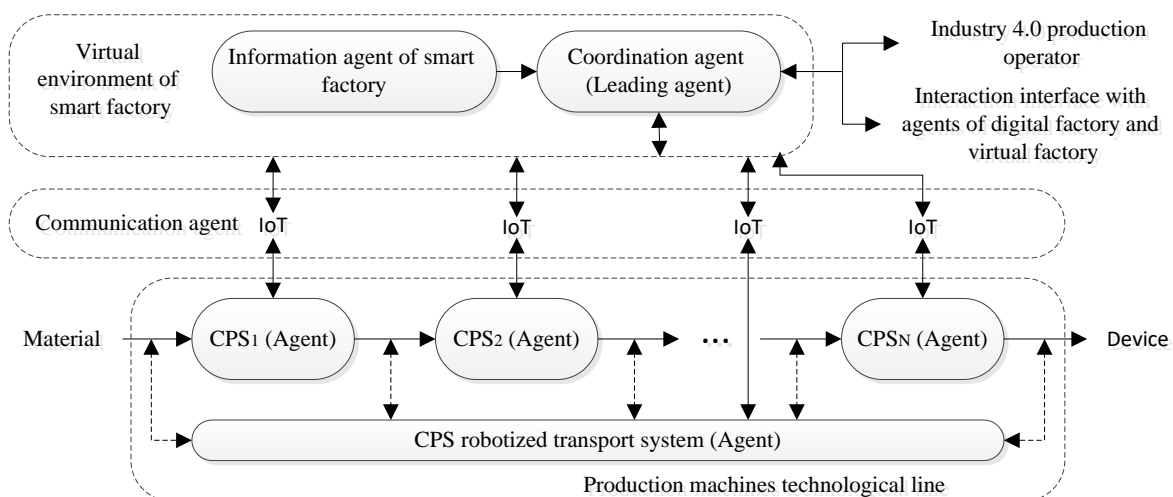 Virtual
environment of
smart factory
Information agent of smart
factory
Coordination agent
(Leading agent)
Industry 4.0 production
operator
Interaction interface with
agents of digital factory and
virtual factory
Communication agent
IoT
IoT
IoT
IoT
Material
CPS1 (Agent)
CPS2 (Agent)
...
CPSN (Agent)
Device
CPS robotized transport system (Agent)
Production machines technological line